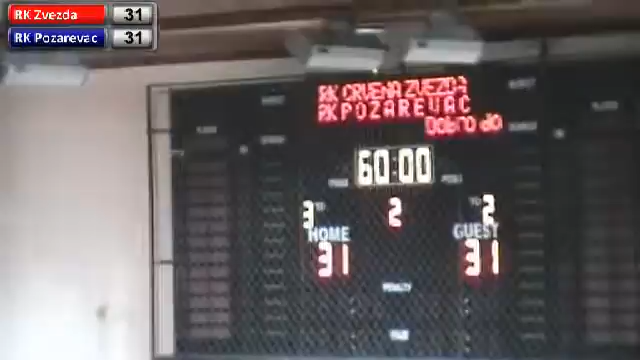 RK Zvezda 31
RK Pozarevac 31
RK CRVENA ZVEZDA
RK POZAREVAC
Dobro do
60:00
3 2 2
HOME GUEST
31 31
PENALTY